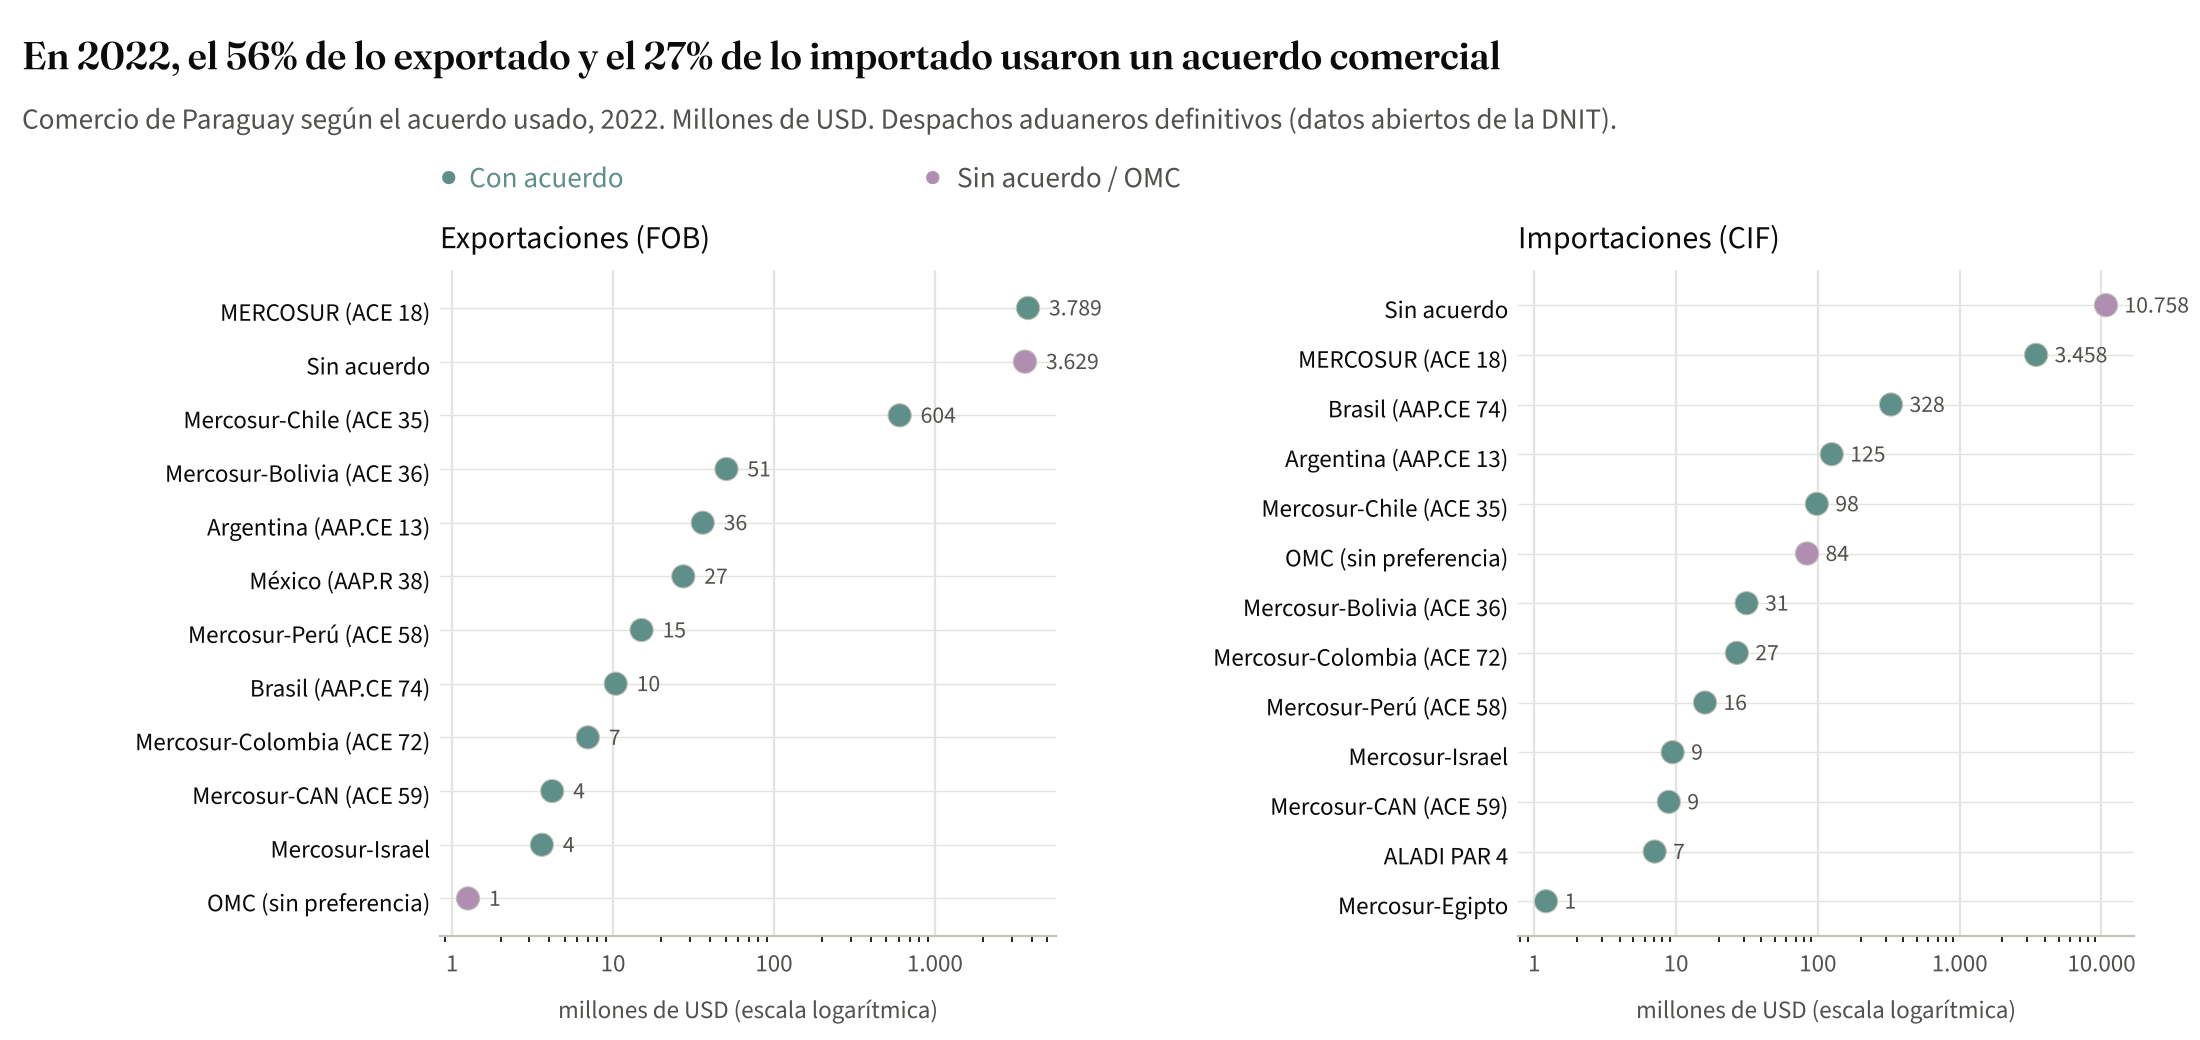 En 2022, el 56% de lo exportado y el 27% de lo importado usaron un acuerdo comercial
Comercio de Paraguay según el acuerdo usado, 2022. Millones de USD. Despachos aduaneros definitivos (datos abiertos de la DNIT).
Con acuerdo
Sin acuerdo / OMC
Exportaciones (FOB)
MERCOSUR (ACE 18) 3.789
Sin acuerdo 3.629
Mercosur-Chile (ACE 35) 604
Mercosur-Bolivia (ACE 36) 51
Argentina (AAP.CE 13) 36
México (AAP.R 38) 27
Mercosur-Perú (ACE 58) 15
Brasil (AAP.CE 74) 10
Mercosur-Colombia (ACE 72) 7
Mercosur-CAN (ACE 59) 4
Mercosur-Israel 4
OMC (sin preferencia) 1
1 10 100 1.000
millones de USD (escala logarítmica)
Importaciones (CIF)
Sin acuerdo 10.758
MERCOSUR (ACE 18) 3.458
Brasil (AAP.CE 74) 328
Argentina (AAP.CE 13) 125
Mercosur-Chile (ACE 35) 98
OMC (sin preferencia) 84
Mercosur-Bolivia (ACE 36) 31
Mercosur-Colombia (ACE 72) 27
Mercosur-Perú (ACE 58) 16
Mercosur-Israel 9
Mercosur-CAN (ACE 59) 9
ALADI PAR 4 7
Mercosur-Egipto 1
1 10 100 1.000 10.000
millones de USD (escala logarítmica)